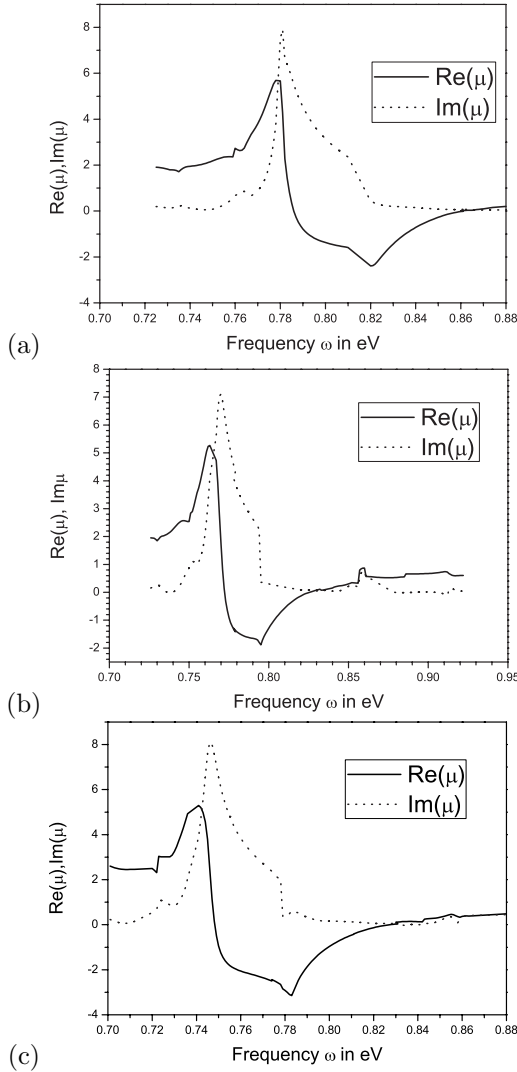 8
6
4
2
0
-2
-4
Re(μ),Im(μ)
Re(μ)
Im(μ)
0.70 0.72 0.74 0.76 0.78 0.80 0.82 0.84 0.86 0.88
Frequency ω in eV
(a)
8
7
6
5
4
3
2
1
0
-1
-2
Re(μ), Imμ
Re(μ)
Im(μ)
0.70 0.75 0.80 0.85 0.90 0.95
Frequency ω in eV
(b)
8
6
4
2
0
-2
-4
Re(μ),Im(μ)
Re(μ)
Im(μ)
0.70 0.72 0.74 0.76 0.78 0.80 0.82 0.84 0.86 0.88
Frequency ω in eV
(c)